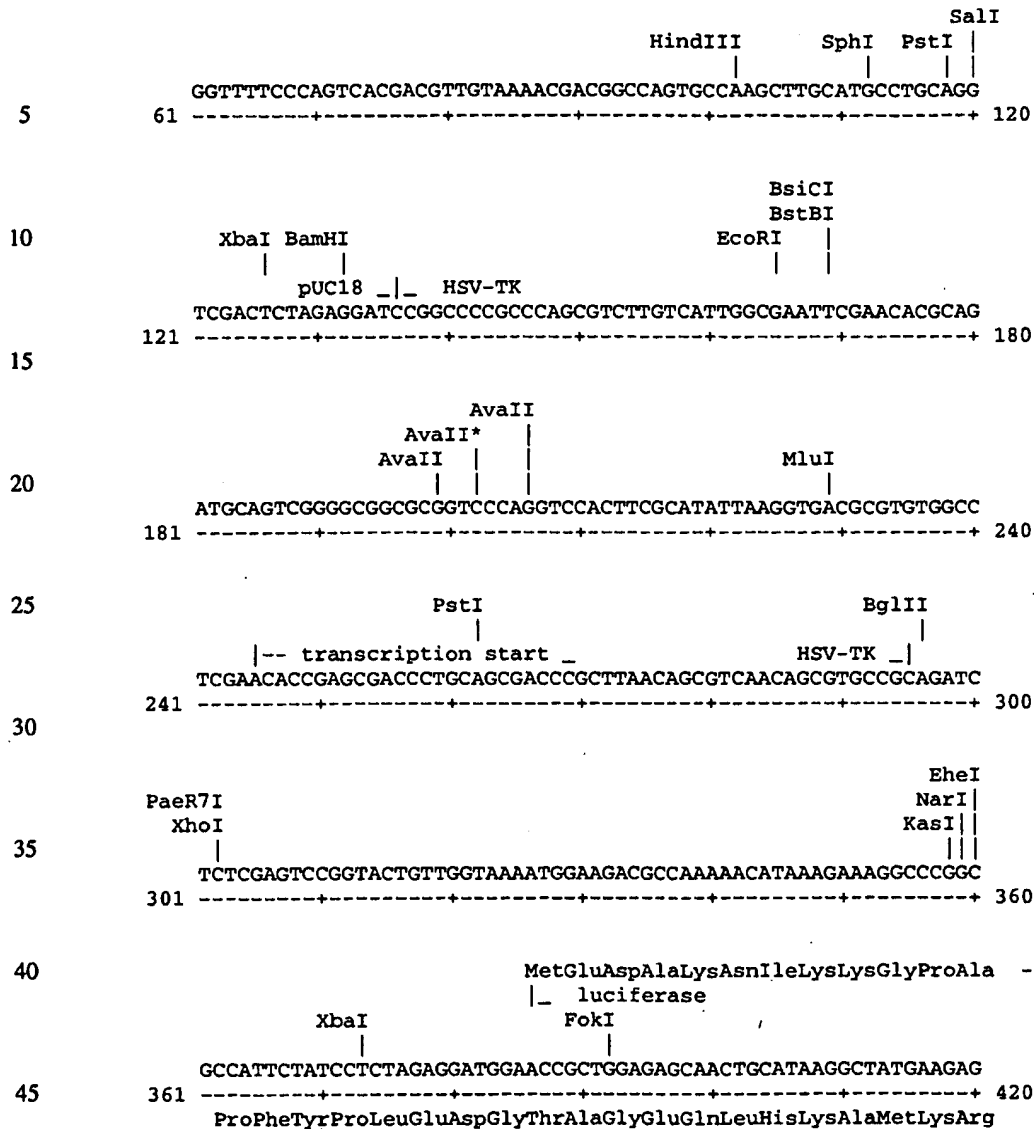 SalI
HindIII SphI PstI |
| | | |
GGTTTTCCCAGTCACGACGTTGTAAAACGACGGCCAGTGCCAAGCTTGCATGCCTGCAGG
5 61 ---------+---------+---------+---------+---------+---------+ 120
BsiCI
BstBI
10 XbaI BamHI EcoRI |
| | | |
pUC18 _|_ HSV-TK
TCGACTCTAGAGGATCCGGCCCCGCCCAGCGTCTTGTCATTGGCGAATTCGAACACGCAG
121 ---------+---------+---------+---------+---------+---------+ 180
15
AvaII
AvaII* |
AvaII | | MluI
20 | | | |
ATGCAGTCGGGGCGGCGCGGTCCCAGGTCCACTTCGCATATTAAGGTGACGCGTGTGGCC
181 ---------+---------+---------+---------+---------+---------+ 240
25 PstI BglII
| |
|-- transcription start _ HSV-TK _|
TCGAACACCGAGCGACCCTGCAGCGACCCGCTTAACAGCGTCAACAGCGTGCCGCAGATC
241 ---------+---------+---------+---------+---------+---------+ 300
30
EheI
PaeR7I NarI|
XhoI KasI||
35 | |||
TCTCGAGTCCGGTACTGTTGGTAAAATGGAAGACGCCAAAAACATAAAGAAAGGCCCGGC
301 ---------+---------+---------+---------+---------+---------+ 360
40 MetGluAspAlaLysAsnIleLysLysGlyProAla -
|_ luciferase
XbaI FokI
| |
GCCATTCTATCCTCTAGAGGATGGAACCGCTGGAGAGCAACTGCATAAGGCTATGAAGAG
45 361 ---------+---------+---------+---------+---------+---------+ 420
ProPheTyrProLeuGluAspGlyThrAlaGlyGluGlnLeuHisLysAlaMetLysArg